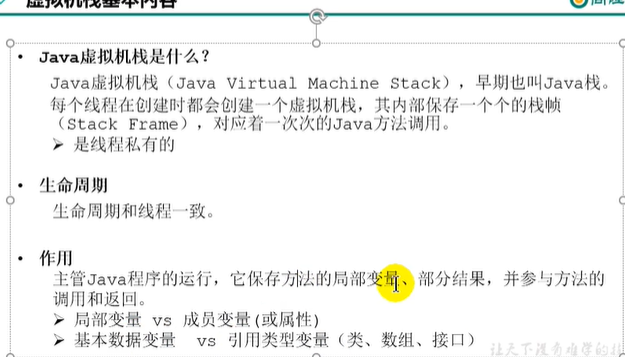 虚拟机栈基本内容
• Java虚拟机栈是什么？
Java虚拟机栈（Java Virtual Machine Stack），早期也叫Java栈。
每个线程在创建时都会创建一个虚拟机栈，其内部保存一个个的栈帧
（Stack Frame），对应着一次次的Java方法调用。
➢ 是线程私有的
• 生命周期
生命周期和线程一致。
• 作用
主管Java程序的运行，它保存方法的局部变量、部分结果，并参与方法的
调用和返回。
➢ 局部变量 vs 成员变量(或属性)
➢ 基本数据变量 vs 引用类型变量（类、数组、接口）
让天下没有难学的技